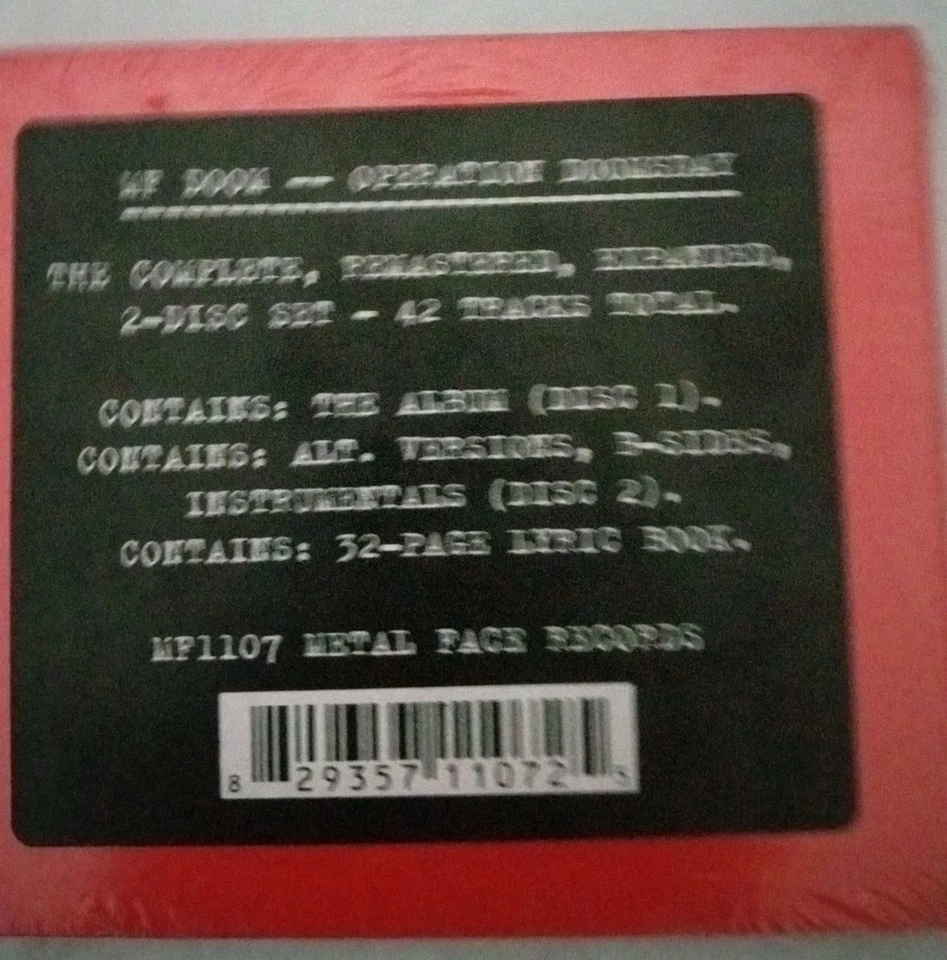 MF DOOM — OPERATION DOOMSDAY
THE COMPLETE, REMASTERED, EXPANDED,
2-DISC SET - 42 TRACKS TOTAL.
CONTAINS: THE ALBUM (DISC 1).
CONTAINS: ALT. VERSIONS, B-SIDES,
INSTRUMENTALS (DISC 2).
CONTAINS: 32-PAGE LYRIC BOOK.
MF1107 METAL FACE RECORDS
8 29357 11072 5